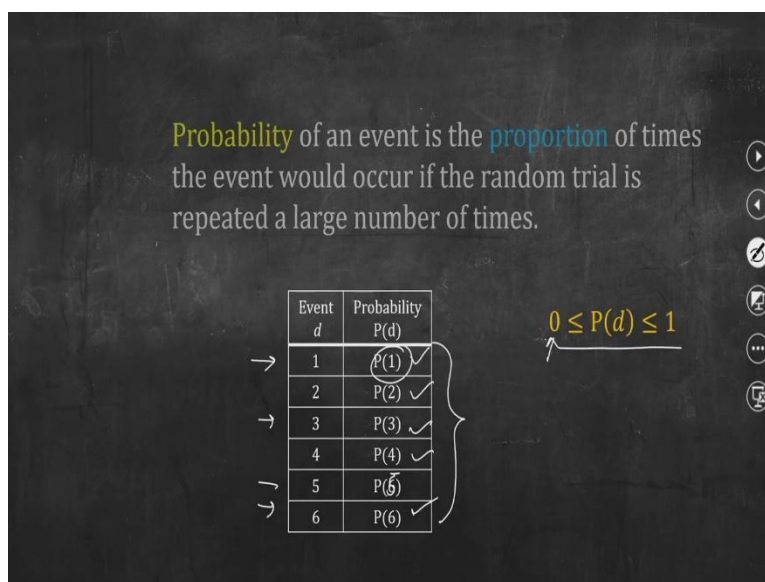 Probability of an event is the proportion of times
the event would occur if the random trial is
repeated a large number of times.
Event Probability
d P(d)
1 P(1)
2 P(2)
3 P(3)
4 P(4)
5 P(5)
6 P(6)
0 ≤ P(d) ≤ 1